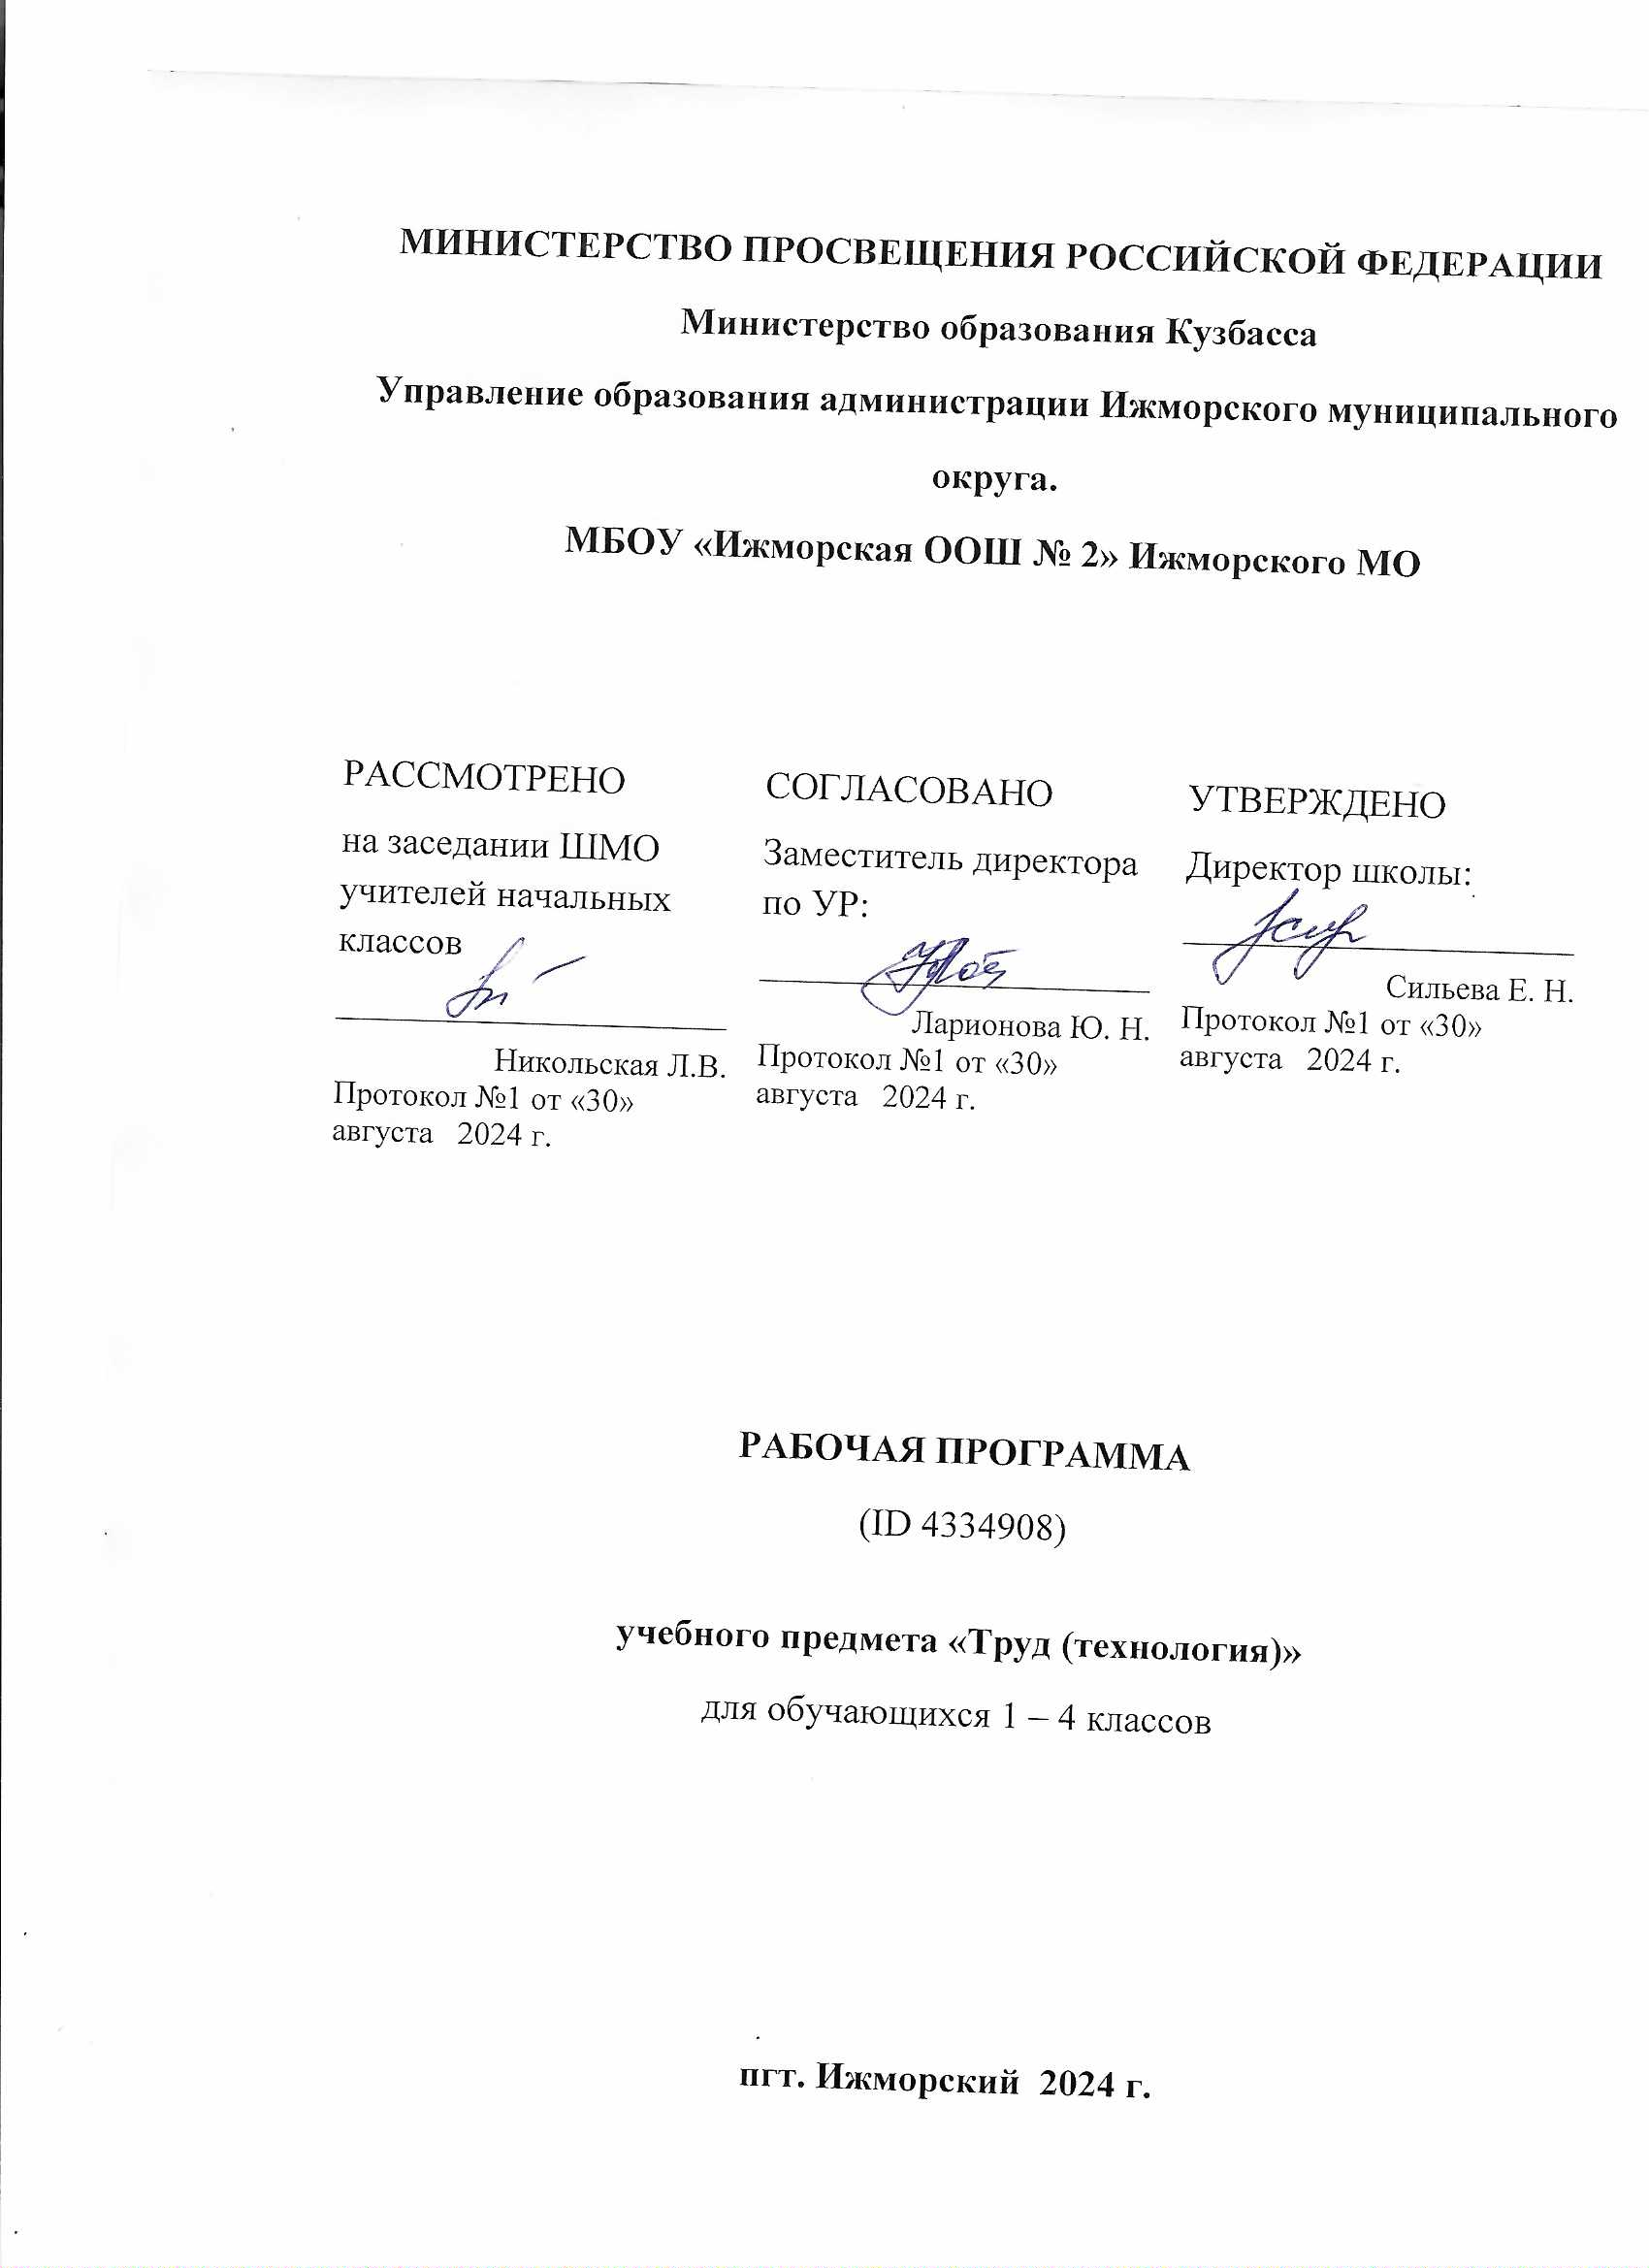 МИНИСТЕРСТВО ПРОСВЕЩЕНИЯ РОССИЙСКОЙ ФЕДЕРАЦИИ
Министерство образования Кузбасса
Управление образования администрации Ижморского муниципального
округа.
МБОУ «Ижморская ООШ № 2» Ижморского МО
РАССМОТРЕНО
на заседании ШМО
учителей начальных
классов
Никольская Л.В.
Протокол №1 от «30»
августа 2024 г.
СОГЛАСОВАНО
Заместитель директора
по УР:
Ларионова Ю. Н.
Протокол №1 от «30»
августа 2024 г.
УТВЕРЖДЕНО
Директор школы:
Сильева Е. Н.
Протокол №1 от «30»
августа 2024 г.
РАБОЧАЯ ПРОГРАММА
(ID 4334908)
учебного предмета «Труд (технология)»
для обучающихся 1 – 4 классов
пгт. Ижморский 2024 г.